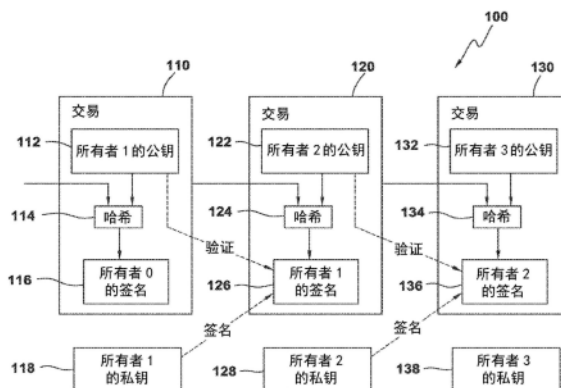 100
110
120
130
交易
交易
交易
112
所有者 1 的公钥
122
所有者 2 的公钥
132
所有者 3 的公钥
114
哈希
124
哈希
134
哈希
验证
验证
116
所有者 0
的签名
126
所有者 1
的签名
136
所有者 2
的签名
签名
签名
118
所有者 1
的私钥
128
所有者 2
的私钥
138
所有者 3
的私钥